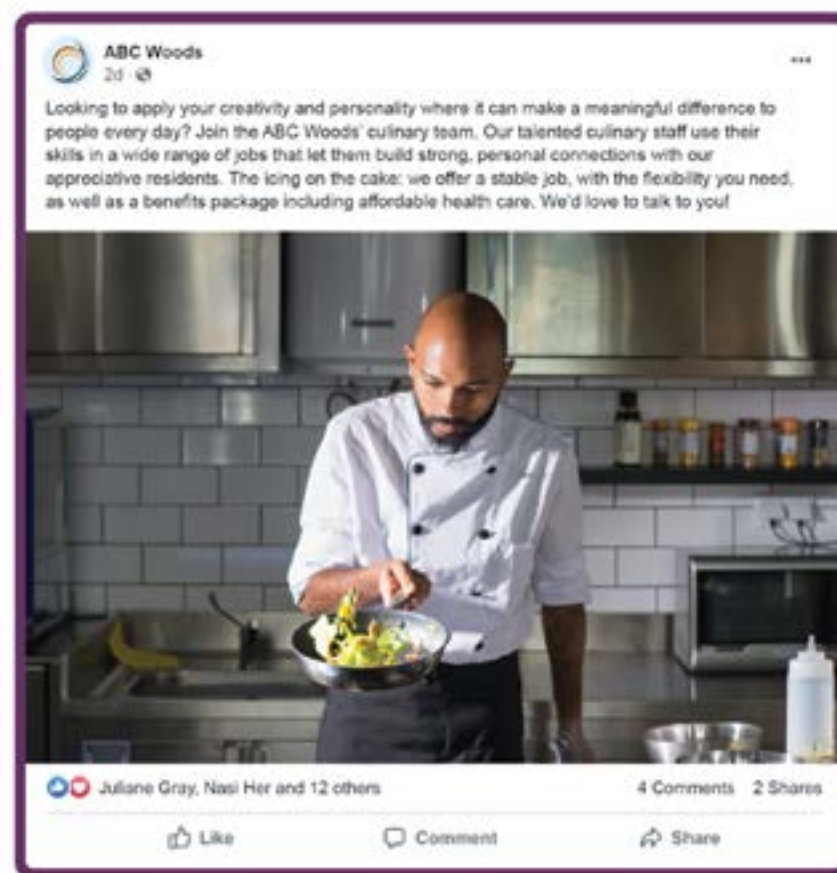 ABC Woods
2d
Looking to apply your creativity and personality where it can make a meaningful difference to
people every day? Join the ABC Woods' culinary team. Our talented culinary staff use their
skills in a wide range of jobs that let them build strong, personal connections with our
appreciative residents. The icing on the cake: we offer a stable job, with the flexibility you need,
as well as a benefits package including affordable health care. We'd love to talk to you!
Juliane Gray, Nasi Her and 12 others
4 Comments 2 Shares
Like Comment Share